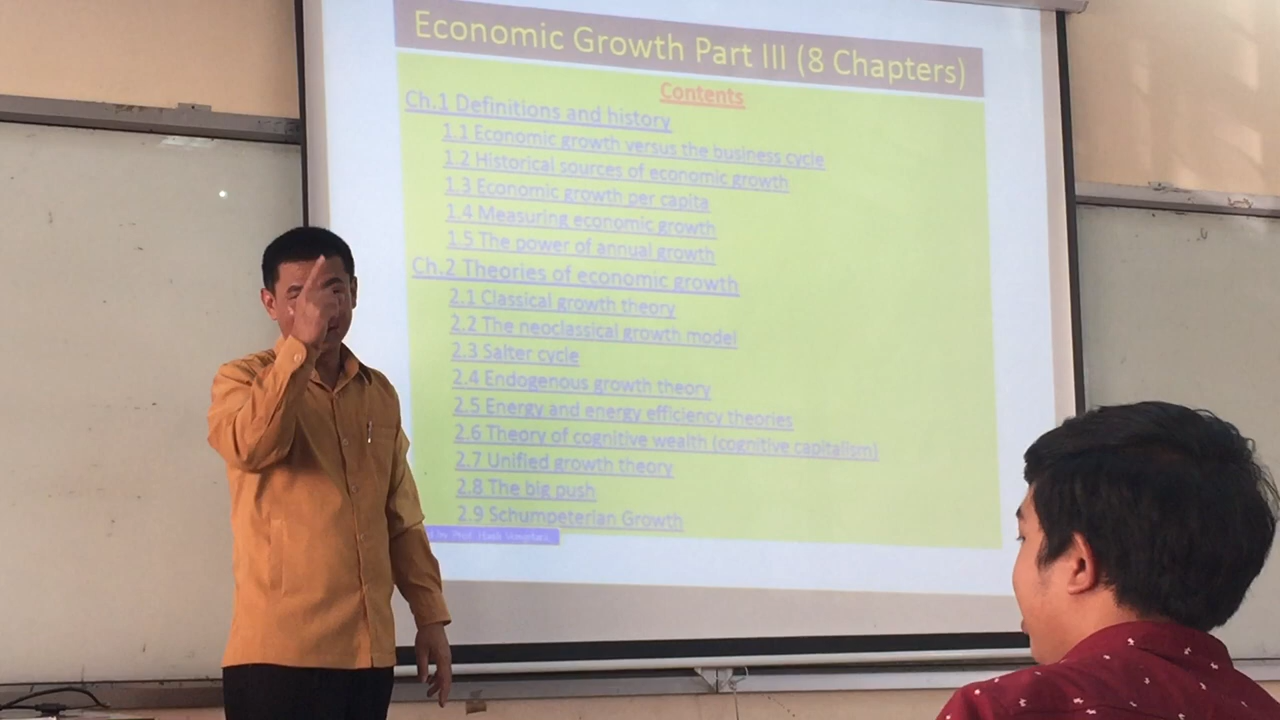 Economic Growth Part III (8 Chapters)
Contents
Ch.1 Definitions and history
1.1 Economic growth versus the business cycle
1.2 Historical sources of economic growth
1.3 Economic growth per capita
1.4 Measuring economic growth
1.5 The power of annual growth
Ch.2 Theories of economic growth
2.1 Classical growth theory
2.2 The neoclassical growth model
2.3 Salter cycle
2.4 Endogenous growth theory
2.5 Energy and energy efficiency theories
2.6 Theory of cognitive wealth (cognitive capitalism)
2.7 Unified growth theory
2.8 The big push
2.9 Schumpeterian Growth
by Prof.